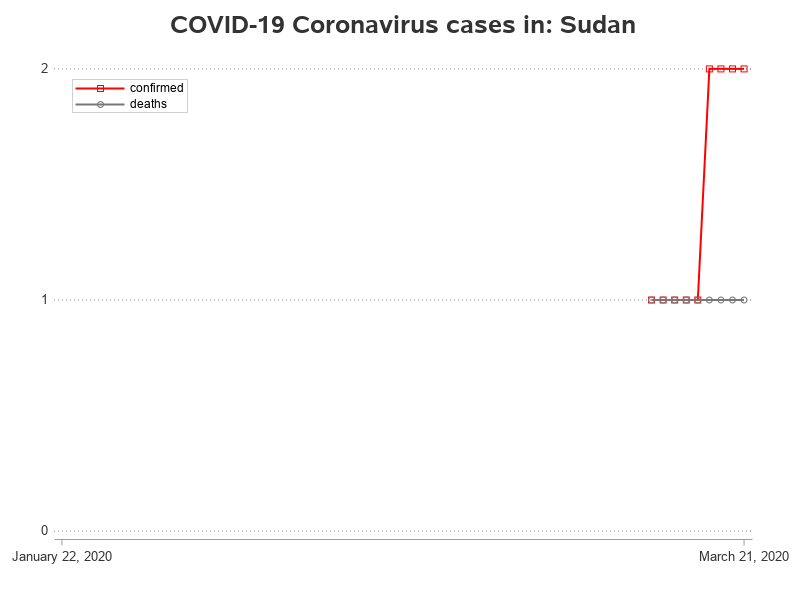 COVID-19 Coronavirus cases in: Sudan
2
confirmed
deaths
1
0
January 22, 2020
March 21, 2020